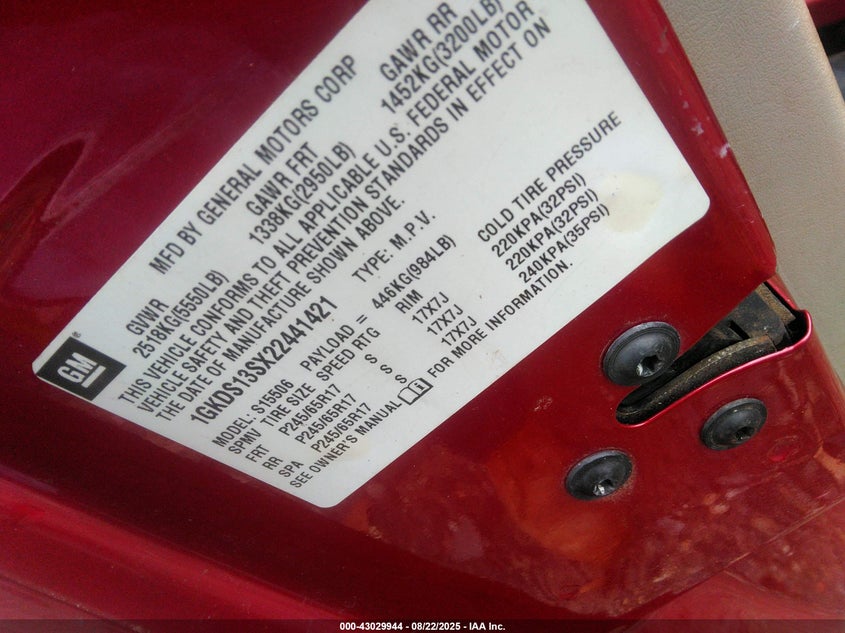 GM
MFD BY GENERAL MOTORS CORP
GVWR GAWR FRT GAWR RR
2518KG(5550LB) 1338KG(2950LB) 1452KG(3200LB)
THIS VEHICLE CONFORMS TO ALL APPLICABLE U.S. FEDERAL MOTOR
VEHICLE SAFETY AND THEFT PREVENTION STANDARDS IN EFFECT ON
THE DATE OF MANUFACTURE SHOWN ABOVE.
1GKDS13SX22441421 TYPE: M.P.V.
MODEL: S15506 PAYLOAD = 446KG(984LB)
SPMV TIRE SIZE SPEED RTG RIM COLD TIRE PRESSURE
FRT P245/65R17 S 17X7J 220KPA(32PSI)
RR P245/65R17 S 17X7J 220KPA(32PSI)
SPA P245/65R17 17X7J 240KPA(35PSI)
SEE OWNER'S MANUAL FOR MORE INFORMATION.
000-43029944 - 08/22/2025 - IAA Inc.